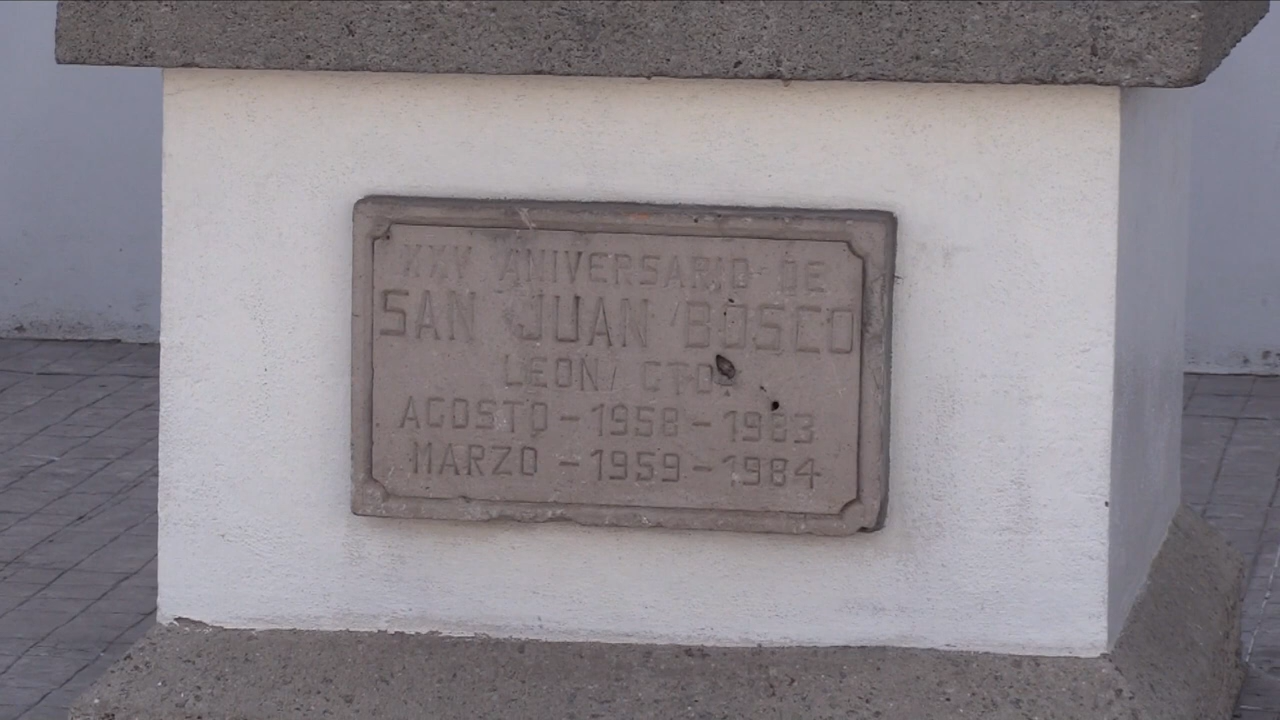 XXV ANIVERSARIO DE
SAN JUAN BOSCO
LEON, GTO.
AGOSTO - 1958 - 1983
MARZO - 1959 - 1984